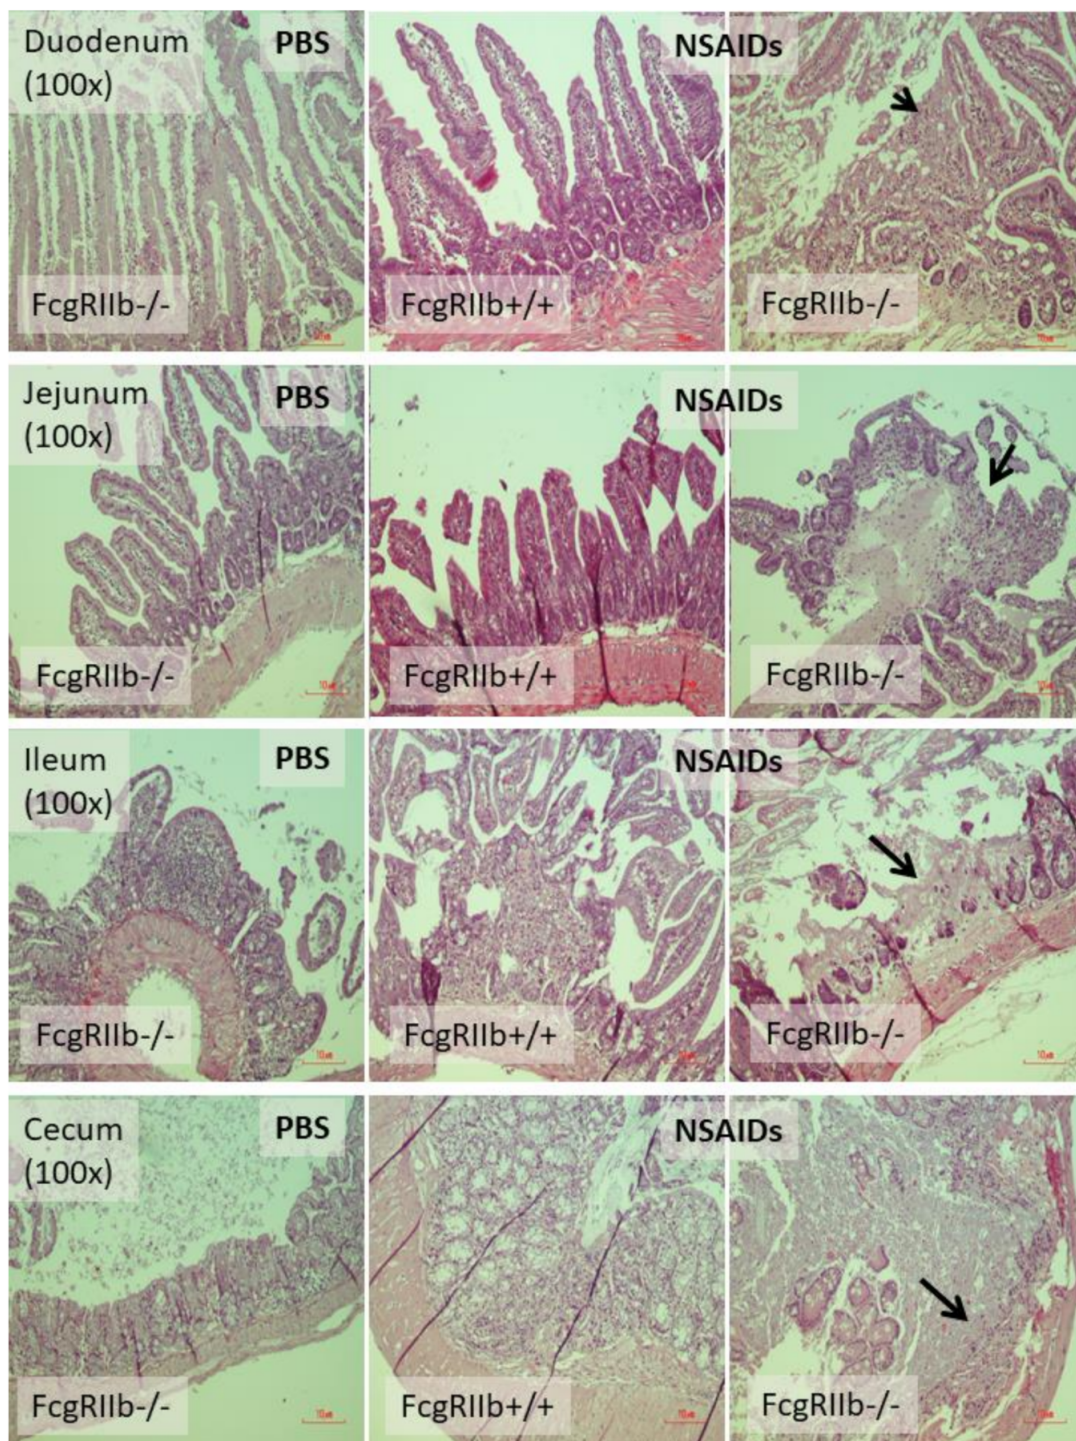 Duodenum
(100x)
PBS
NSAIDs
FcgRIIb-/-
FcgRIIb+/+
FcgRIIb-/-
Jejunum
(100x)
PBS
NSAIDs
FcgRIIb-/-
FcgRIIb+/+
FcgRIIb-/-
Ileum
(100x)
PBS
NSAIDs
FcgRIIb-/-
FcgRIIb+/+
FcgRIIb-/-
Cecum
(100x)
PBS
NSAIDs
FcgRIIb-/-
FcgRIIb+/+
FcgRIIb-/-